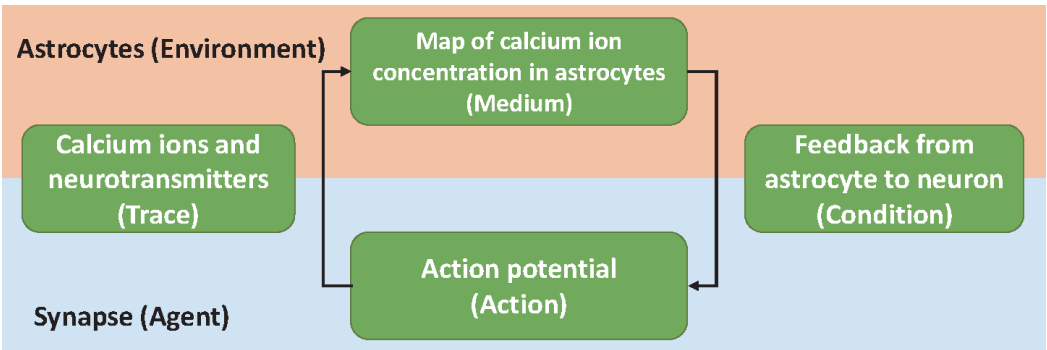 Astrocytes (Environment)
Map of calcium ion
concentration in astrocytes
(Medium)
Calcium ions and
neurotransmitters
(Trace)
Feedback from
astrocyte to neuron
(Condition)
Action potential
(Action)
Synapse (Agent)